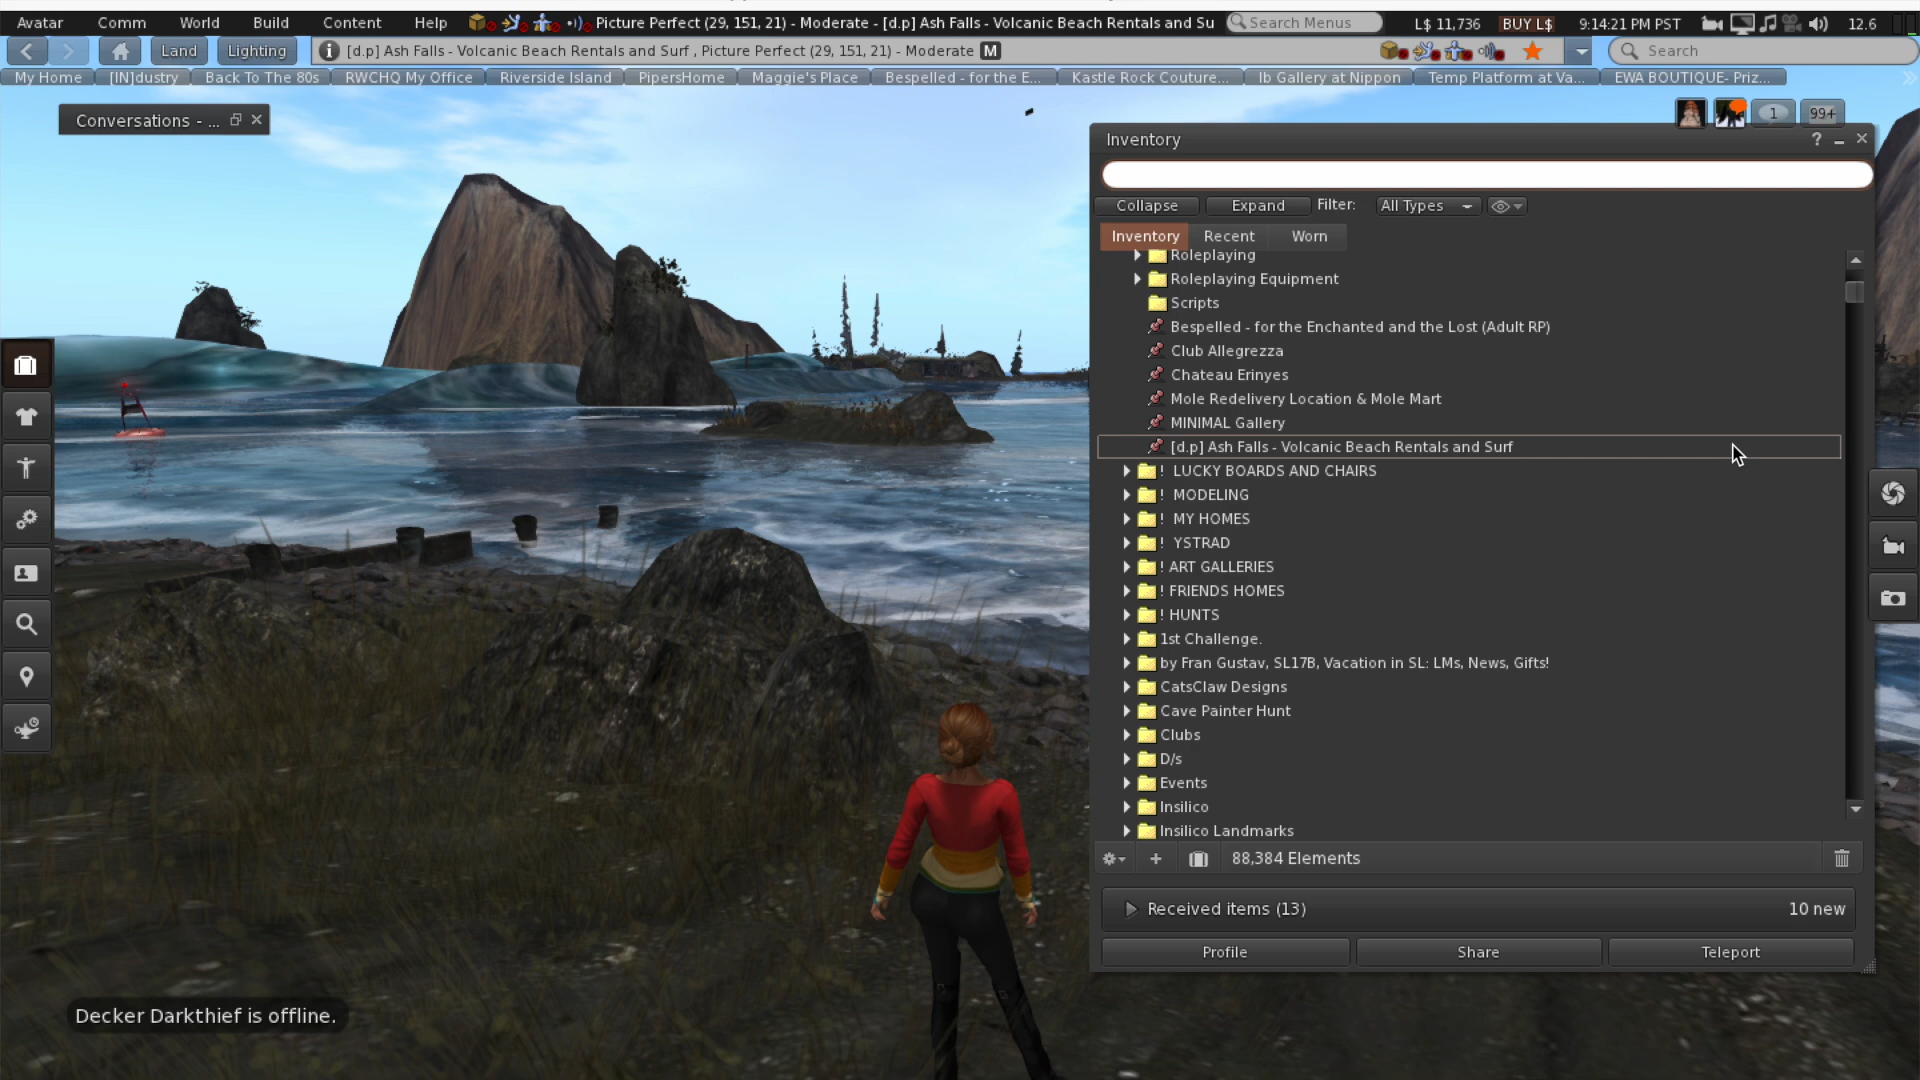 Avatar Comm World Build Content Help Picture Perfect (29, 151, 21) - Moderate - [d.p] Ash Falls - Volcanic Beach Rentals and Su Search Menus L$ 11,736 BUY L$ 9:14:21 PM PST 12.6
Land Lighting [d.p] Ash Falls - Volcanic Beach Rentals and Surf , Picture Perfect (29, 151, 21) - Moderate M Search
My Home [IN]dustry Back To The 80s RWCHQ My Office Riverside Island PipersHome Maggie's Place Bespelled - for the E... Kastle Rock Couture... Ib Gallery at Nippon Temp Platform at Va... EWA BOUTIQUE- Priz...
Conversations - ...
1 99+
Inventory
Collapse Expand Filter: All Types
Inventory Recent Worn
Roleplaying
Roleplaying Equipment
Scripts
Bespelled - for the Enchanted and the Lost (Adult RP)
Club Allegrezza
Chateau Erinyes
Mole Redelivery Location & Mole Mart
MINIMAL Gallery
[d.p] Ash Falls - Volcanic Beach Rentals and Surf
! LUCKY BOARDS AND CHAIRS
! MODELING
! MY HOMES
! YSTRAD
! ART GALLERIES
! FRIENDS HOMES
! HUNTS
1st Challenge.
by Fran Gustav, SL17B, Vacation in SL: LMs, News, Gifts!
CatsClaw Designs
Cave Painter Hunt
Clubs
D/s
Events
Insilico
Insilico Landmarks
88,384 Elements
Received items (13) 10 new
Profile Share Teleport
Decker Darkthief is offline.